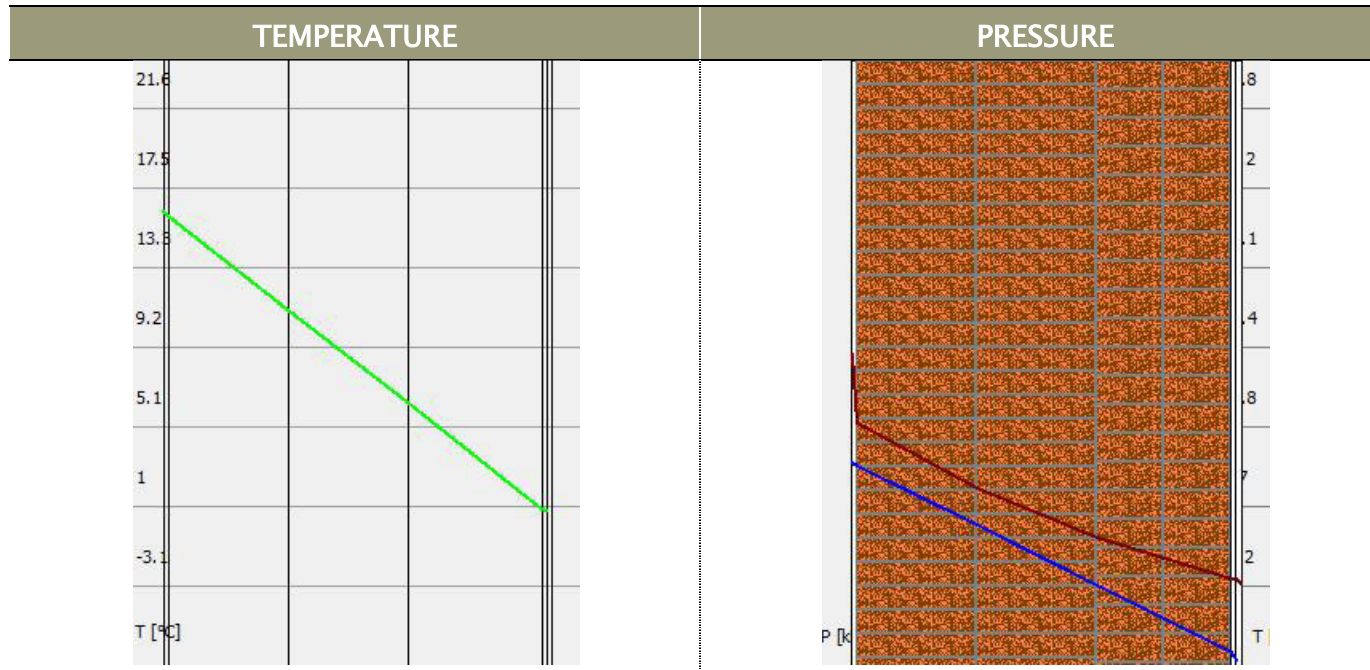 TEMPERATURE
PRESSURE
21.6
17.5
13.3
9.2
5.1
1
-3.1
T [°C]
.8
2
.1
.4
.8
7
2
P [k
T [